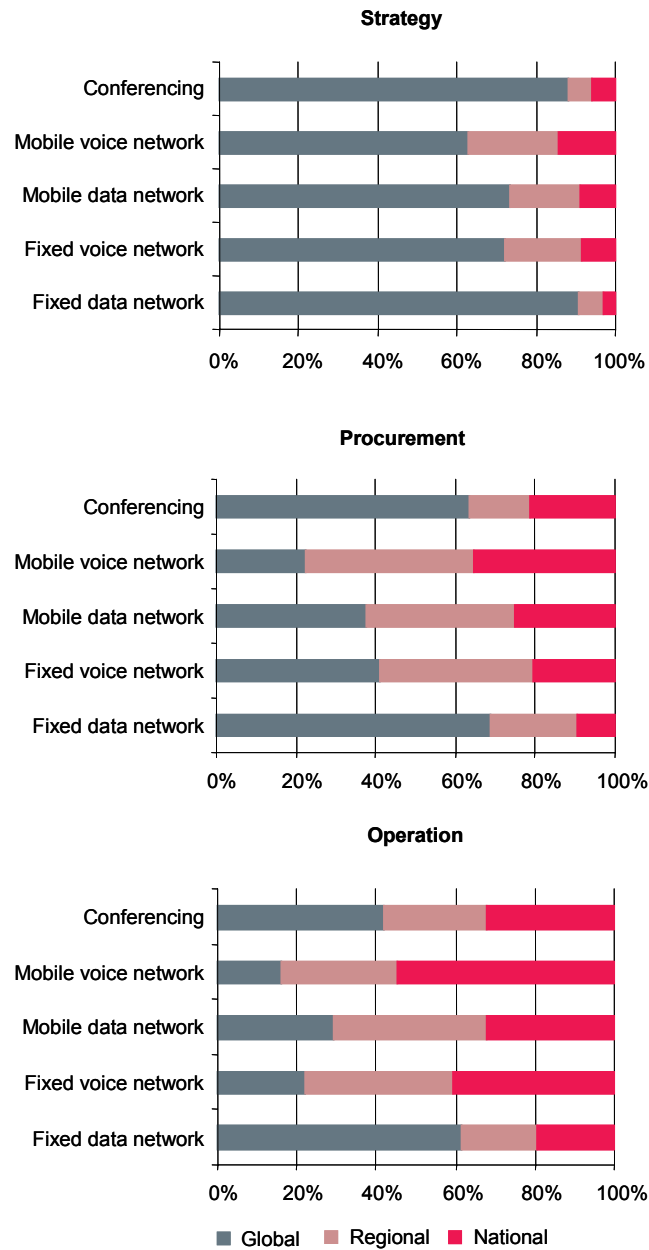 Strategy
Conferencing
Mobile voice network
Mobile data network
Fixed voice network
Fixed data network
0% 20% 40% 60% 80% 100%
Procurement
Conferencing
Mobile voice network
Mobile data network
Fixed voice network
Fixed data network
0% 20% 40% 60% 80% 100%
Operation
Conferencing
Mobile voice network
Mobile data network
Fixed voice network
Fixed data network
0% 20% 40% 60% 80% 100%
Global Regional National